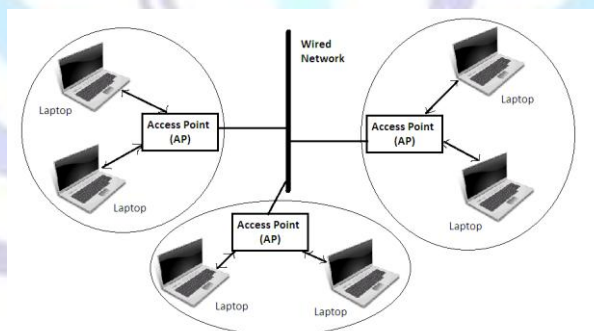 Wired
Network
Laptop
Access Point
(AP)
Laptop
Laptop
Access Point
(AP)
Laptop
Access Point
(AP)
Laptop
Laptop